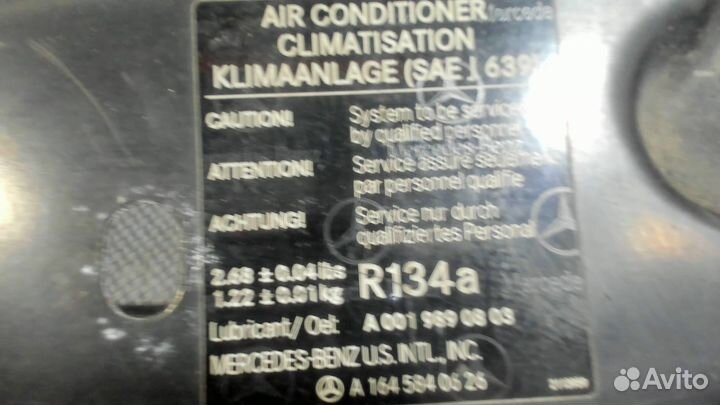 AIR CONDITIONER
CLIMATISATION
KLIMAANLAGE (SAE J 639)
CAUTION! System to be serviced
by qualified personnel
ATTENTION! Service assure seulement
par personnel qualifie
ACHTUNG! Service nur durch
qualifiziertes Personal
2.68 ± 0.04 lbs
1.22 ± 0.01 kg R134a
Lubricant/Oel: A 001 989 08 03
MERCEDES-BENZ U.S. INTL., INC.
A 164 584 06 26
Avito